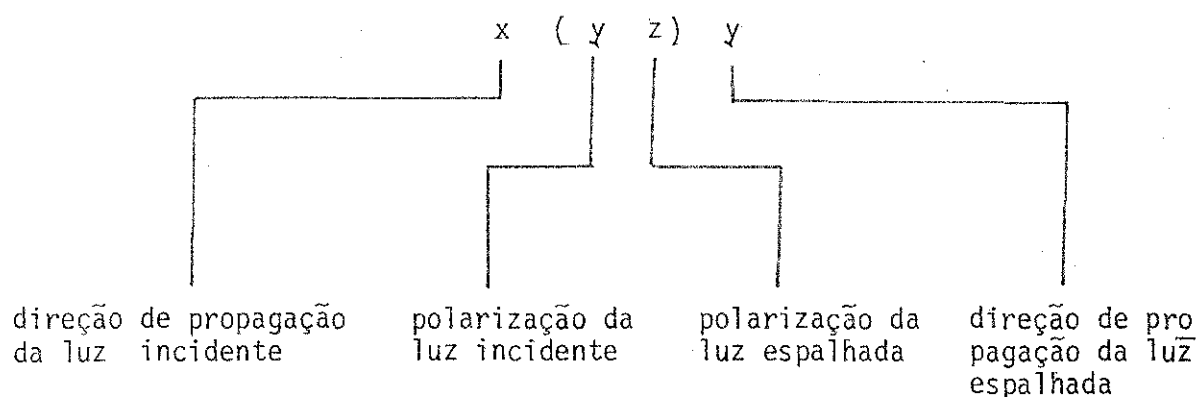 x ( y z) y
direção de propagação
da luz incidente
polarização da
luz incidente
polarização da
luz espalhada
direção de pro
pagação da luz
espalhada